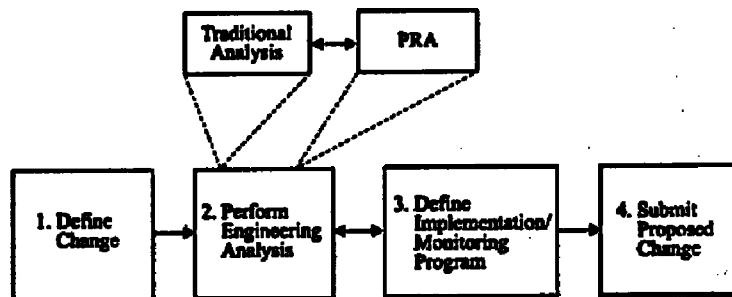 Traditional
Analysis
PRA
1. Define
Change
2. Perform
Engineering
Analysis
3. Define
Implementation/
Monitoring
Program
4. Submit
Proposed
Change